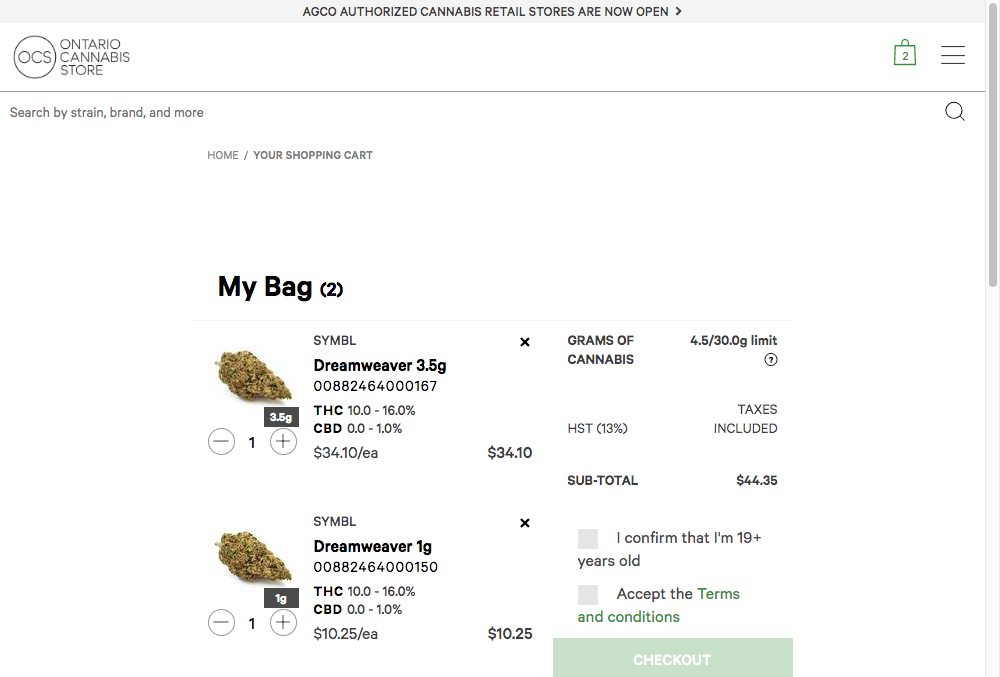 AGCO AUTHORIZED CANNABIS RETAIL STORES ARE NOW OPEN
OCS ONTARIO
CANNABIS
STORE
2
Search by strain, brand, and more
HOME / YOUR SHOPPING CART
My Bag (2)
SYMBL
Dreamweaver 3.5g
00882464000167
THC 10.0 - 16.0%
CBD 0.0 - 1.0%
3.5g
1
$34.10/ea $34.10
SYMBL
Dreamweaver 1g
00882464000150
THC 10.0 - 16.0%
CBD 0.0 - 1.0%
1g
1
$10.25/ea $10.25
GRAMS OF 4.5/30.0g limit
CANNABIS ?
TAXES
HST (13%) INCLUDED
SUB-TOTAL $44.35
I confirm that I'm 19+
years old
Accept the Terms
and conditions
CHECKOUT